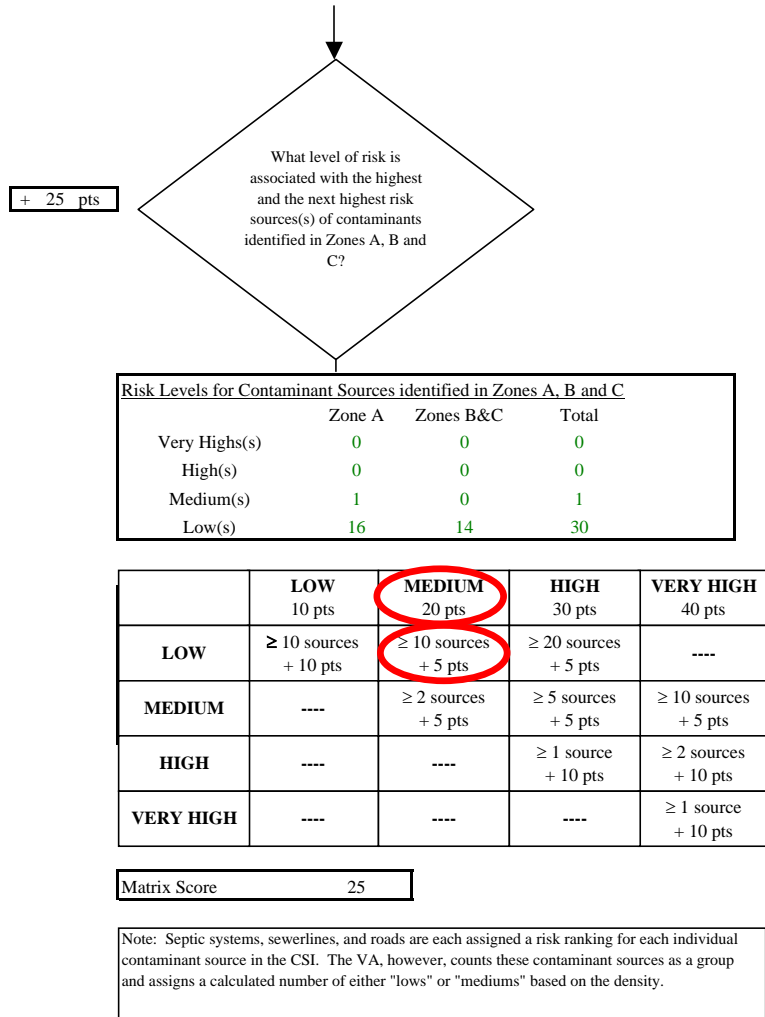 What level of risk is
associated with the highest
and the next highest risk
sources(s) of contaminants
identified in Zones A, B and
C?
+ 25 pts
Risk Levels for Contaminant Sources identified in Zones A, B and C
Zone A Zones B&C Total
Very Highs(s) 0 0 0
High(s) 0 0 0
Medium(s) 1 0 1
Low(s) 16 14 30
LOW MEDIUM HIGH VERY HIGH
10 pts 20 pts 30 pts 40 pts
LOW ≥ 10 sources ≥ 10 sources ≥ 20 sources ----
+ 10 pts + 5 pts + 5 pts
MEDIUM ---- ≥ 2 sources ≥ 5 sources ≥ 10 sources
+ 5 pts + 5 pts + 5 pts
HIGH ---- ---- ≥ 1 source ≥ 2 sources
+ 10 pts + 10 pts
VERY HIGH ---- ---- ---- ≥ 1 source
+ 10 pts
Matrix Score 25
Note: Septic systems, sewerlines, and roads are each assigned a risk ranking for each individual
contaminant source in the CSI. The VA, however, counts these contaminant sources as a group
and assigns a calculated number of either "lows" or "mediums" based on the density.